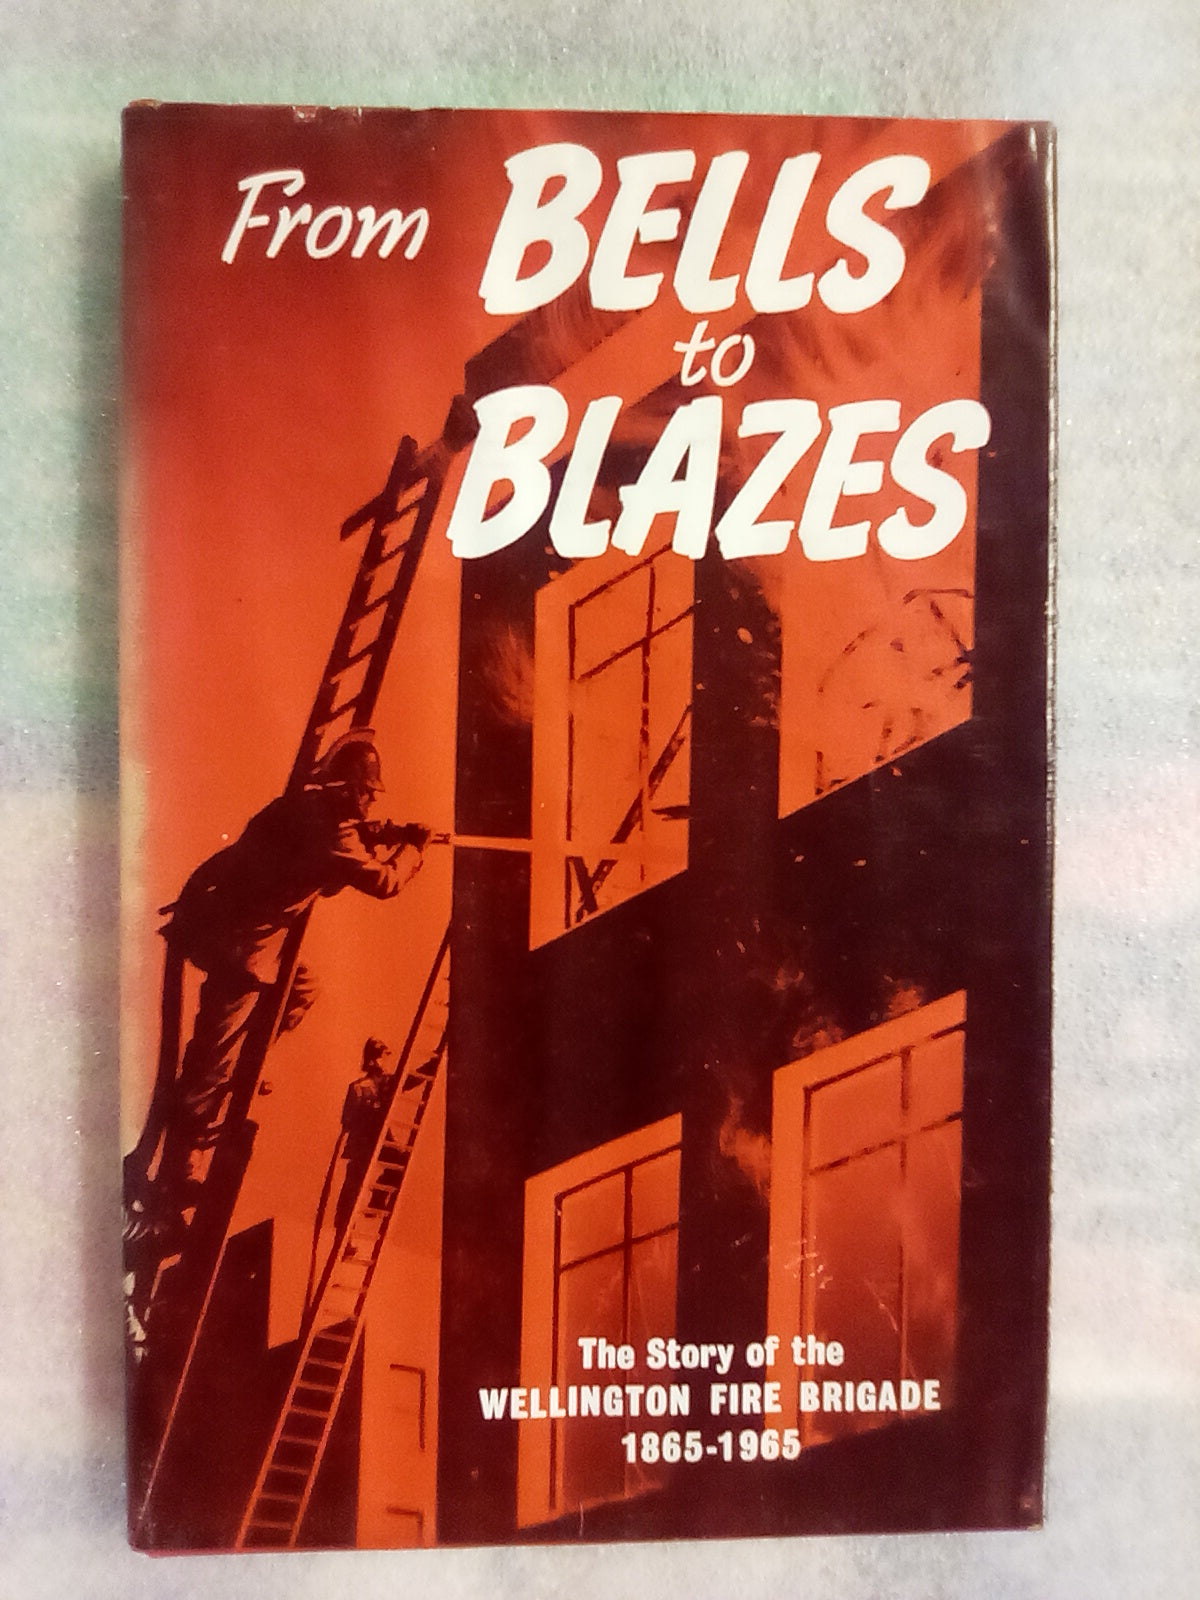 From BELLS
to
BLAZES
The Story of the
WELLINGTON FIRE BRIGADE
1865-1965